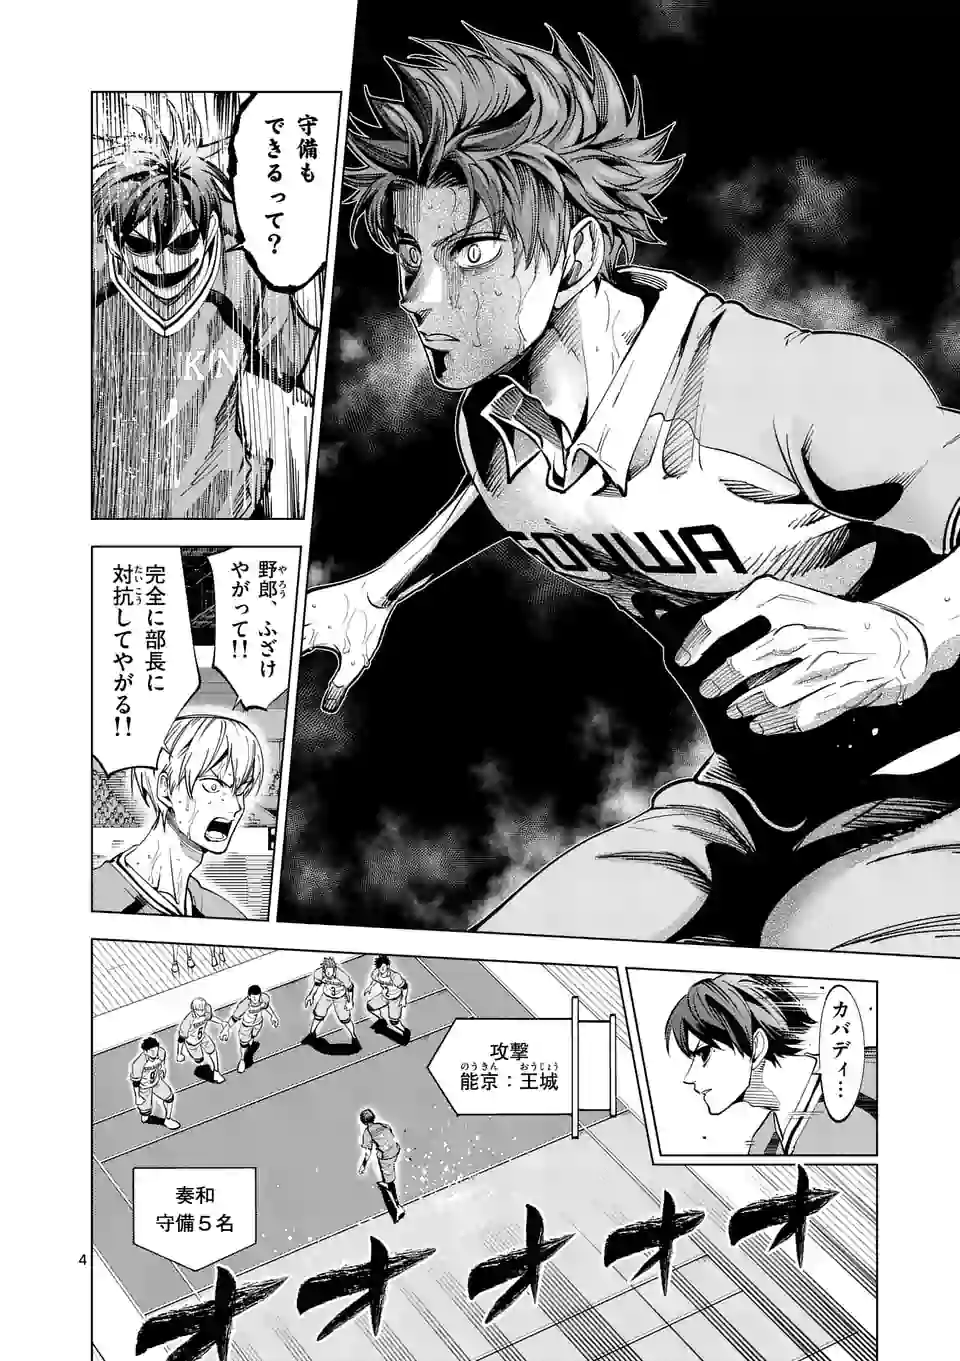 守備も
できるって？
SOUWA
KIN
野郎、ふざけ
やがって!!
完全に部長に
対抗してやがる!!
カバディ…
攻撃
能京：王城
奏和
守備５名
オオオオオ
4